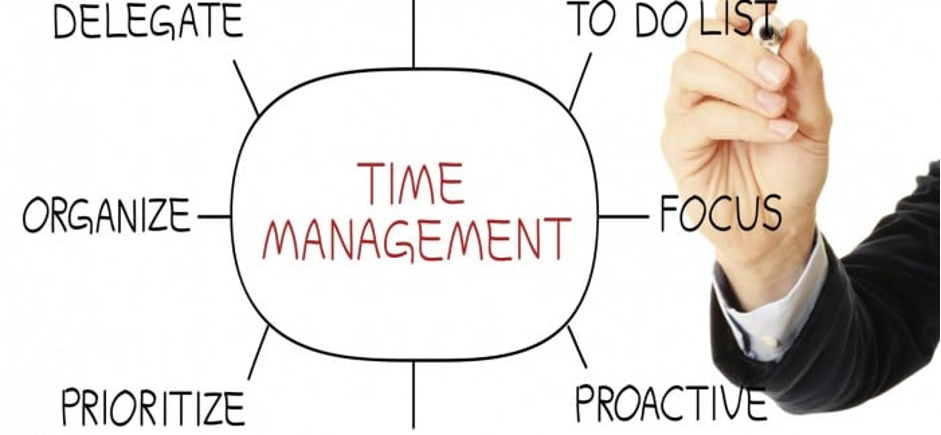 DELEGATE
TO DO LIST
TIME
MANAGEMENT
ORGANIZE
FOCUS
PRIORITIZE
PROACTIVE